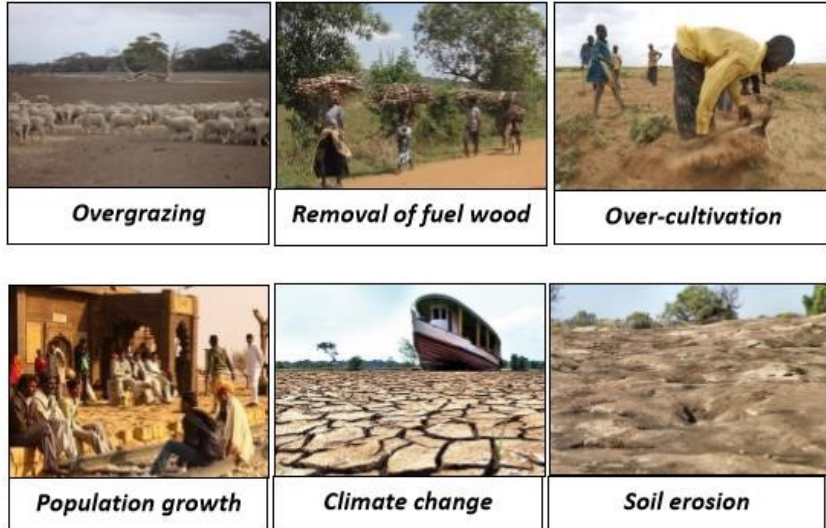 Overgrazing
Removal of fuel wood
Over-cultivation
Population growth
Climate change
Soil erosion